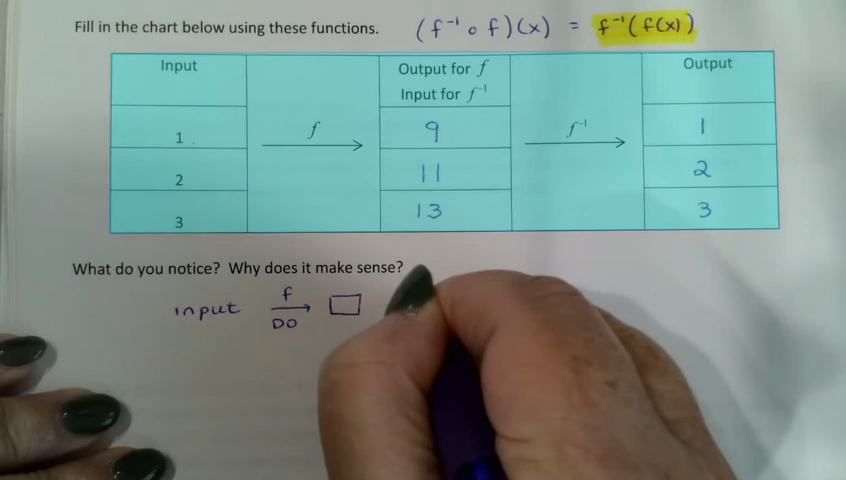 Fill in the chart below using these functions. (f⁻¹ ∘ f)(x) = f⁻¹(f(x))
Input Output for f Output
Input for f⁻¹
1 f 9 f⁻¹ 1
2 11 2
3 13 3
What do you notice? Why does it make sense?
input f
DO